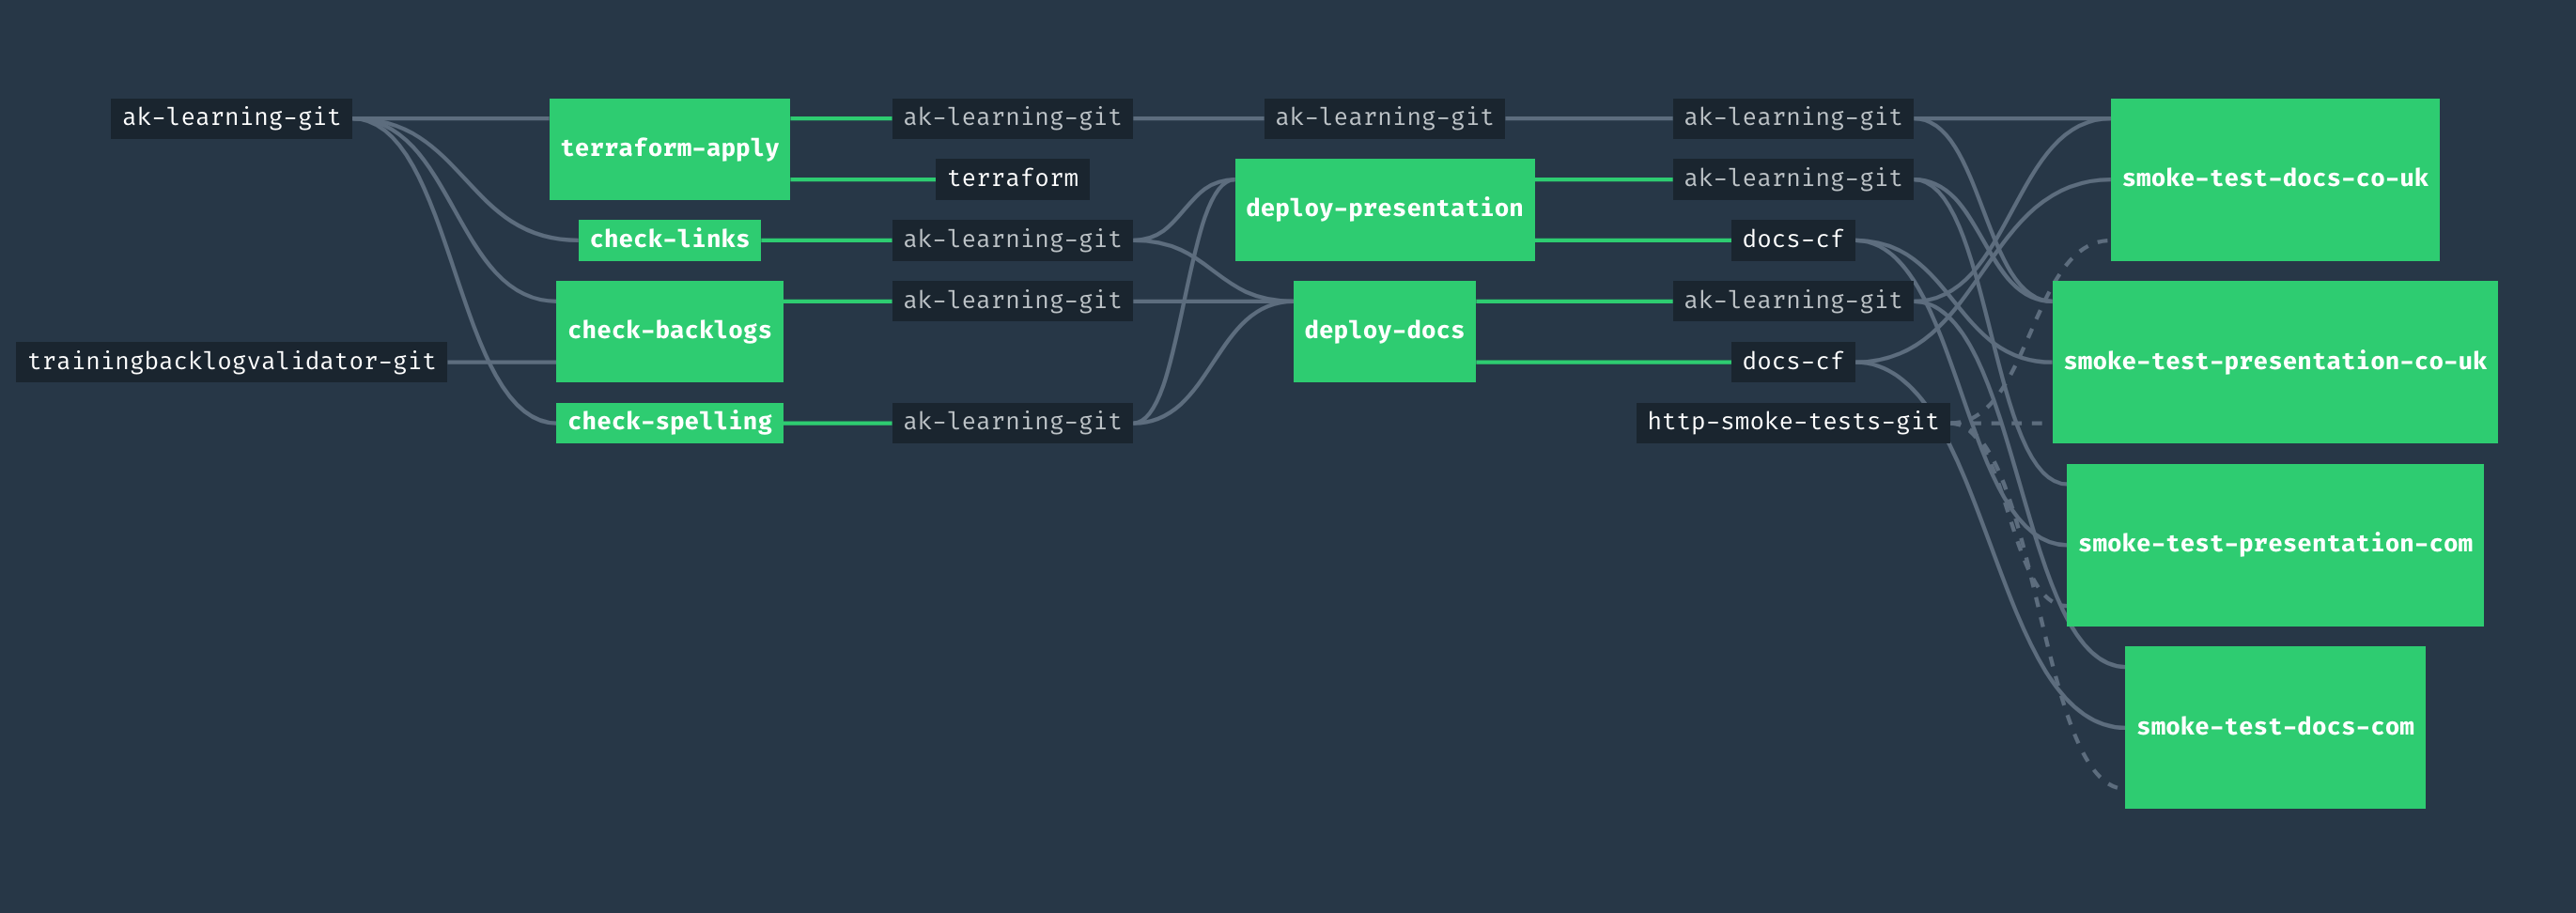 ak-learning-git
terraform-apply
ak-learning-git
ak-learning-git
ak-learning-git
smoke-test-docs-co-uk
terraform
deploy-presentation
ak-learning-git
check-links
ak-learning-git
docs-cf
check-backlogs
ak-learning-git
deploy-docs
ak-learning-git
smoke-test-presentation-co-uk
trainingbacklogvalidator-git
docs-cf
check-spelling
ak-learning-git
http-smoke-tests-git
smoke-test-presentation-com
smoke-test-docs-com